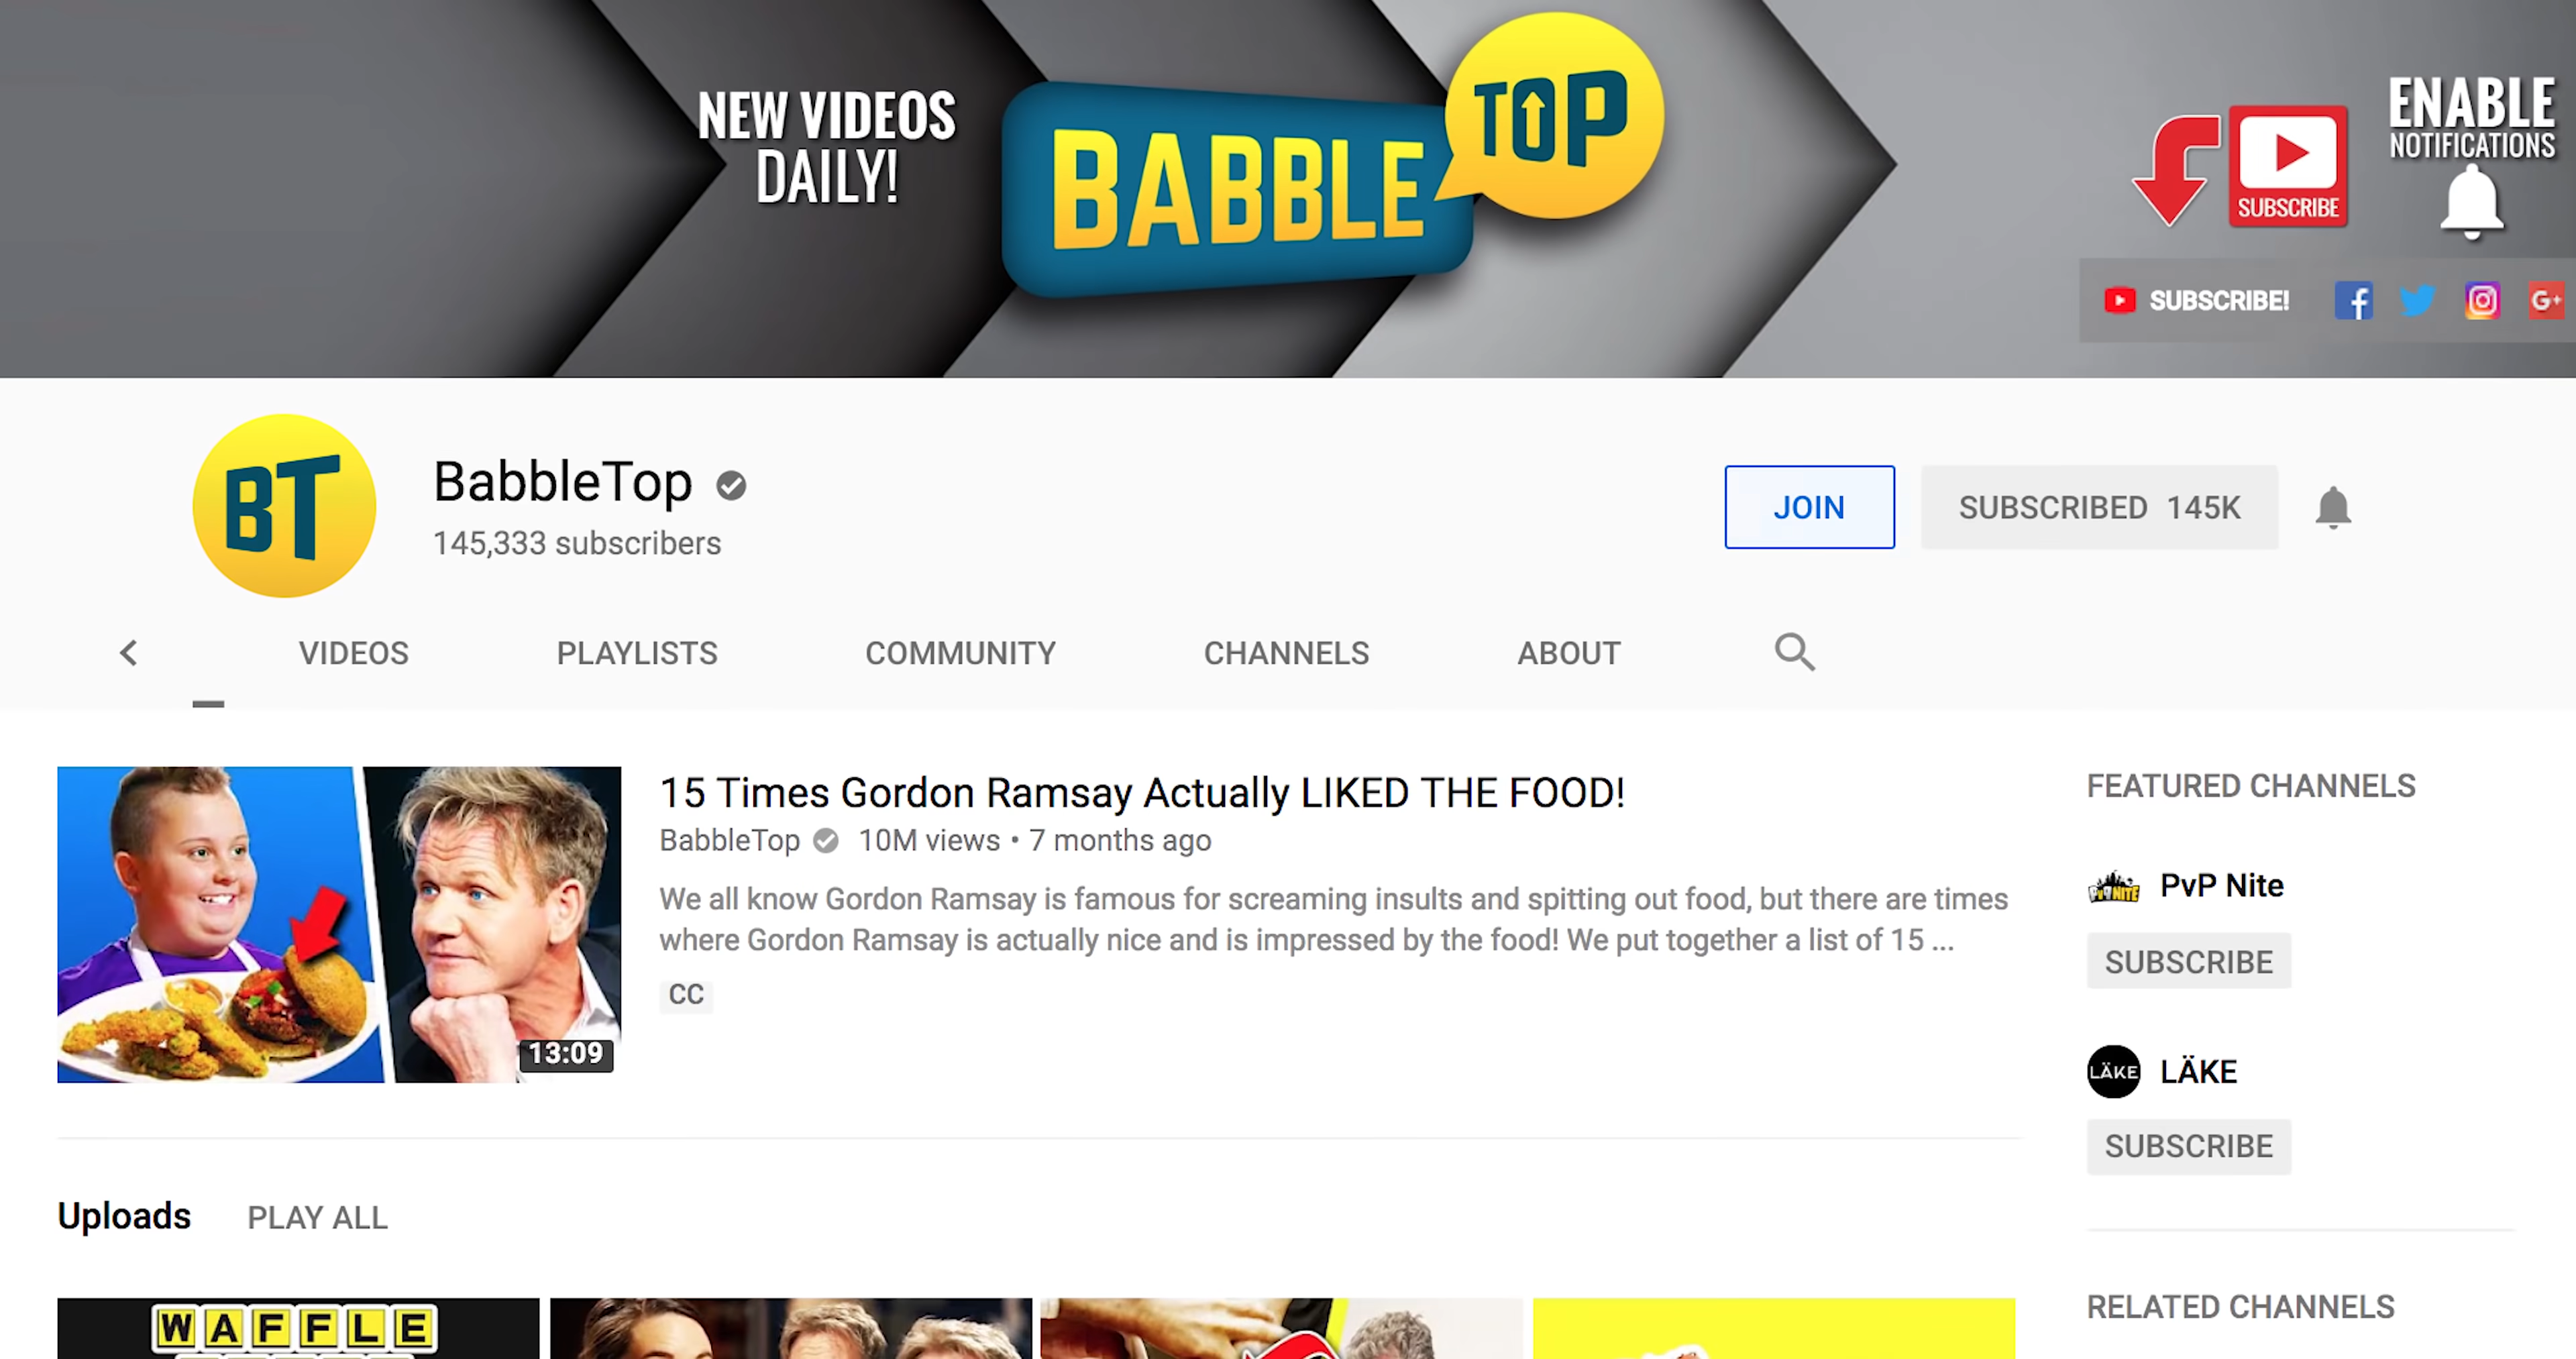 NEW VIDEOS
DAILY!
BABBLE
TOP
ENABLE
NOTIFICATIONS
SUBSCRIBE
SUBSCRIBE!
G+
BT
BabbleTop
145,333 subscribers
JOIN
SUBSCRIBED 145K
VIDEOS PLAYLISTS COMMUNITY CHANNELS ABOUT
15 Times Gordon Ramsay Actually LIKED THE FOOD!
BabbleTop 10M views • 7 months ago
We all know Gordon Ramsay is famous for screaming insults and spitting out food, but there are times
where Gordon Ramsay is actually nice and is impressed by the food! We put together a list of 15 ...
CC
13:09
FEATURED CHANNELS
PvP NITE
PvP Nite
SUBSCRIBE
LÄKE
LÄKE
SUBSCRIBE
Uploads PLAY ALL
WAFFLE
RELATED CHANNELS